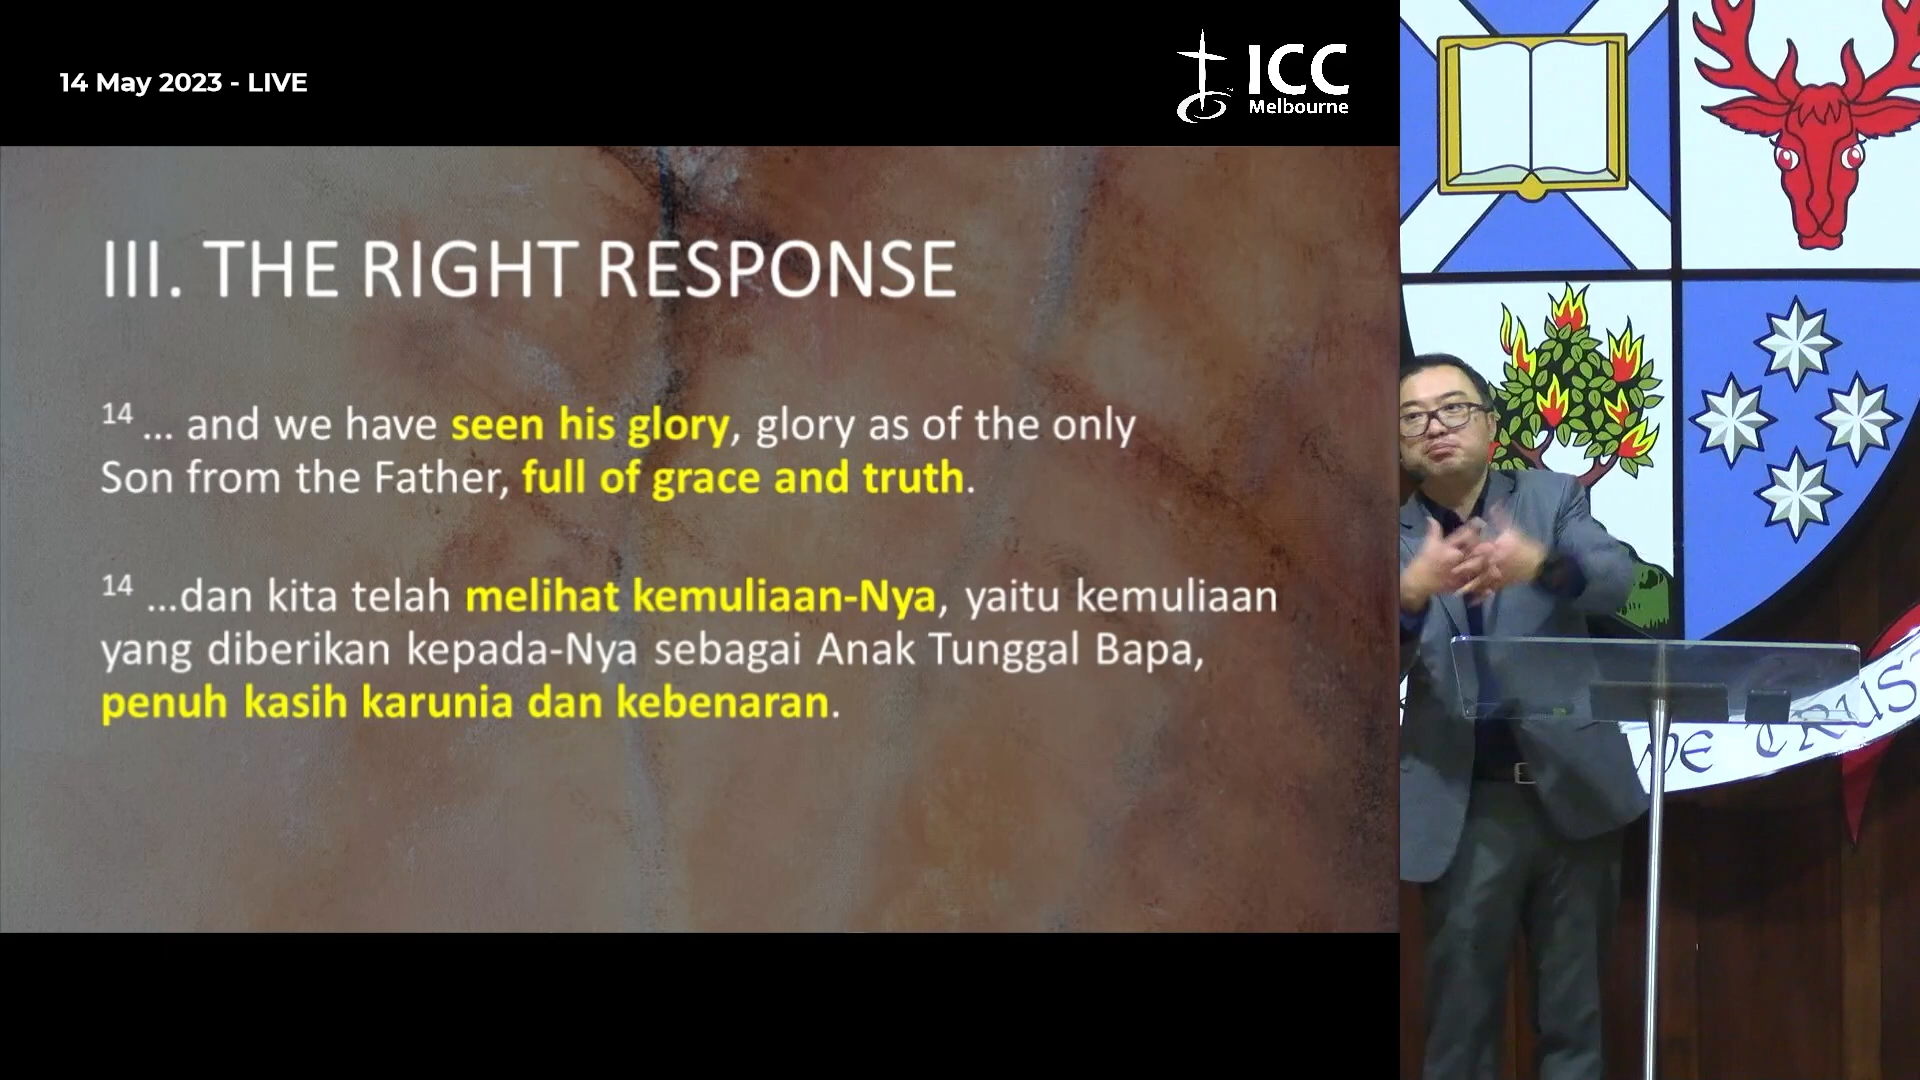 14 May 2023 - LIVE
ICC
Melbourne
III. THE RIGHT RESPONSE
14 ... and we have seen his glory, glory as of the only
Son from the Father, full of grace and truth.
14 ...dan kita telah melihat kemuliaan-Nya, yaitu kemuliaan
yang diberikan kepada-Nya sebagai Anak Tunggal Bapa,
penuh kasih karunia dan kebenaran.
WE TRUS